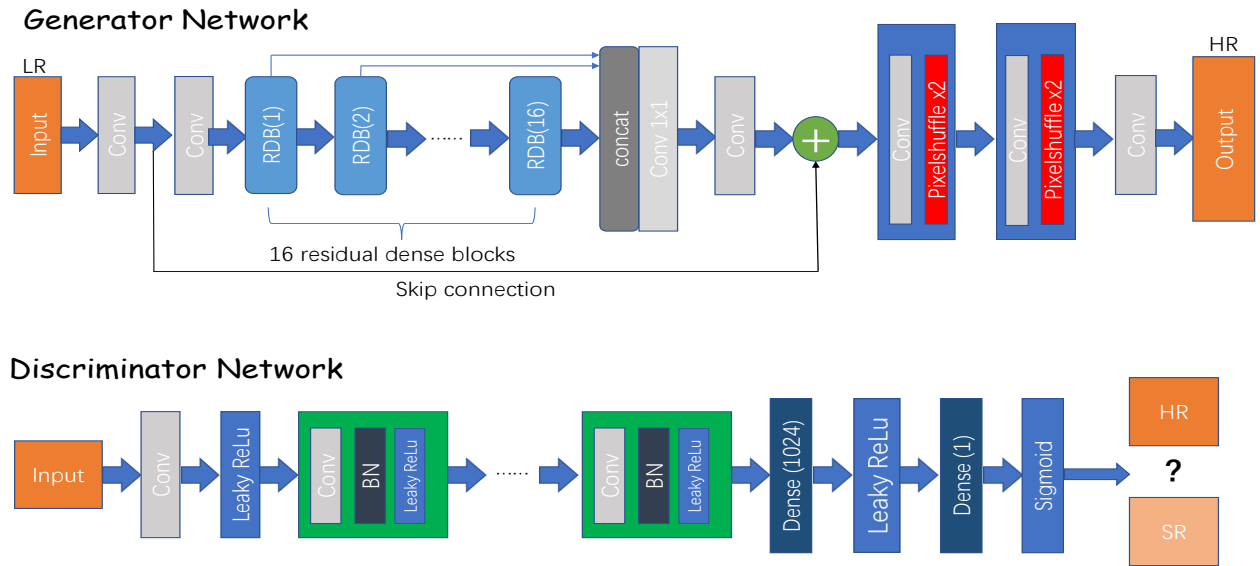 Generator Network
LR
HR
Input
Conv
Conv
RDB(1)
RDB(2)
......
RDB(16)
concat
Conv 1x1
Conv
+
Conv
Pixelshuffle x2
Conv
Pixelshuffle x2
Conv
Output
16 residual dense blocks
Skip connection
Discriminator Network
Input
Conv
Leaky ReLu
Conv
BN
Leaky ReLu
......
Conv
BN
Leaky ReLu
Dense (1024)
Leaky ReLu
Dense (1)
Sigmoid
HR
?
SR